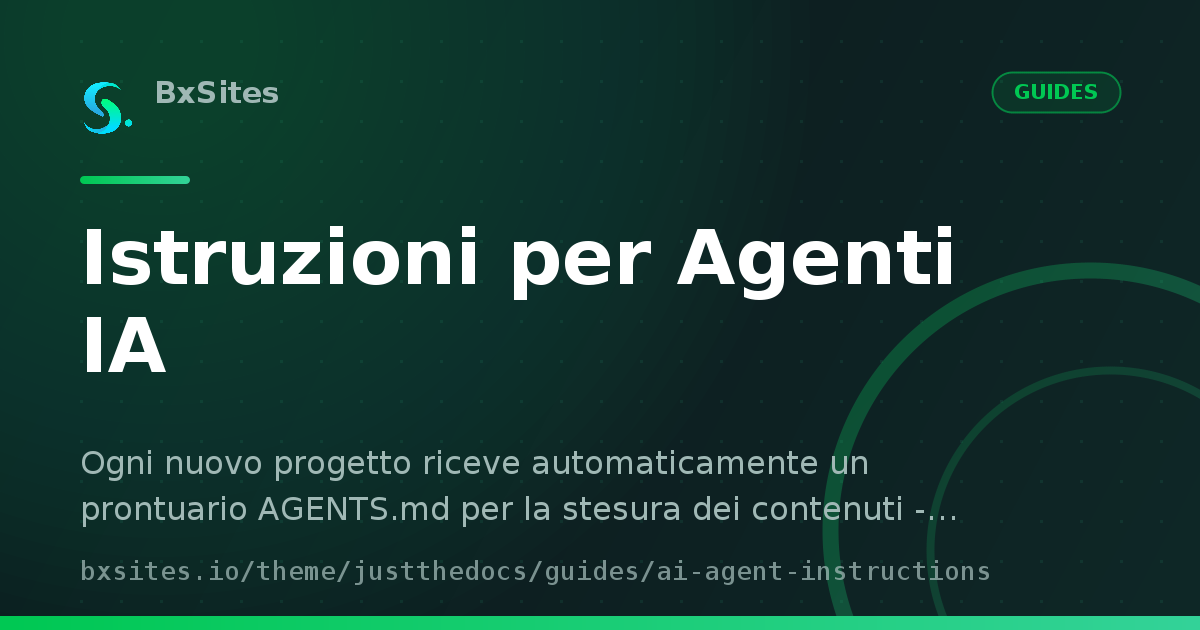 BxSites
GUIDES
Istruzioni per Agenti
IA
Ogni nuovo progetto riceve automaticamente un
prontuario AGENTS.md per la stesura dei contenuti -…
bxsites.io/theme/justthedocs/guides/ai-agent-instructions